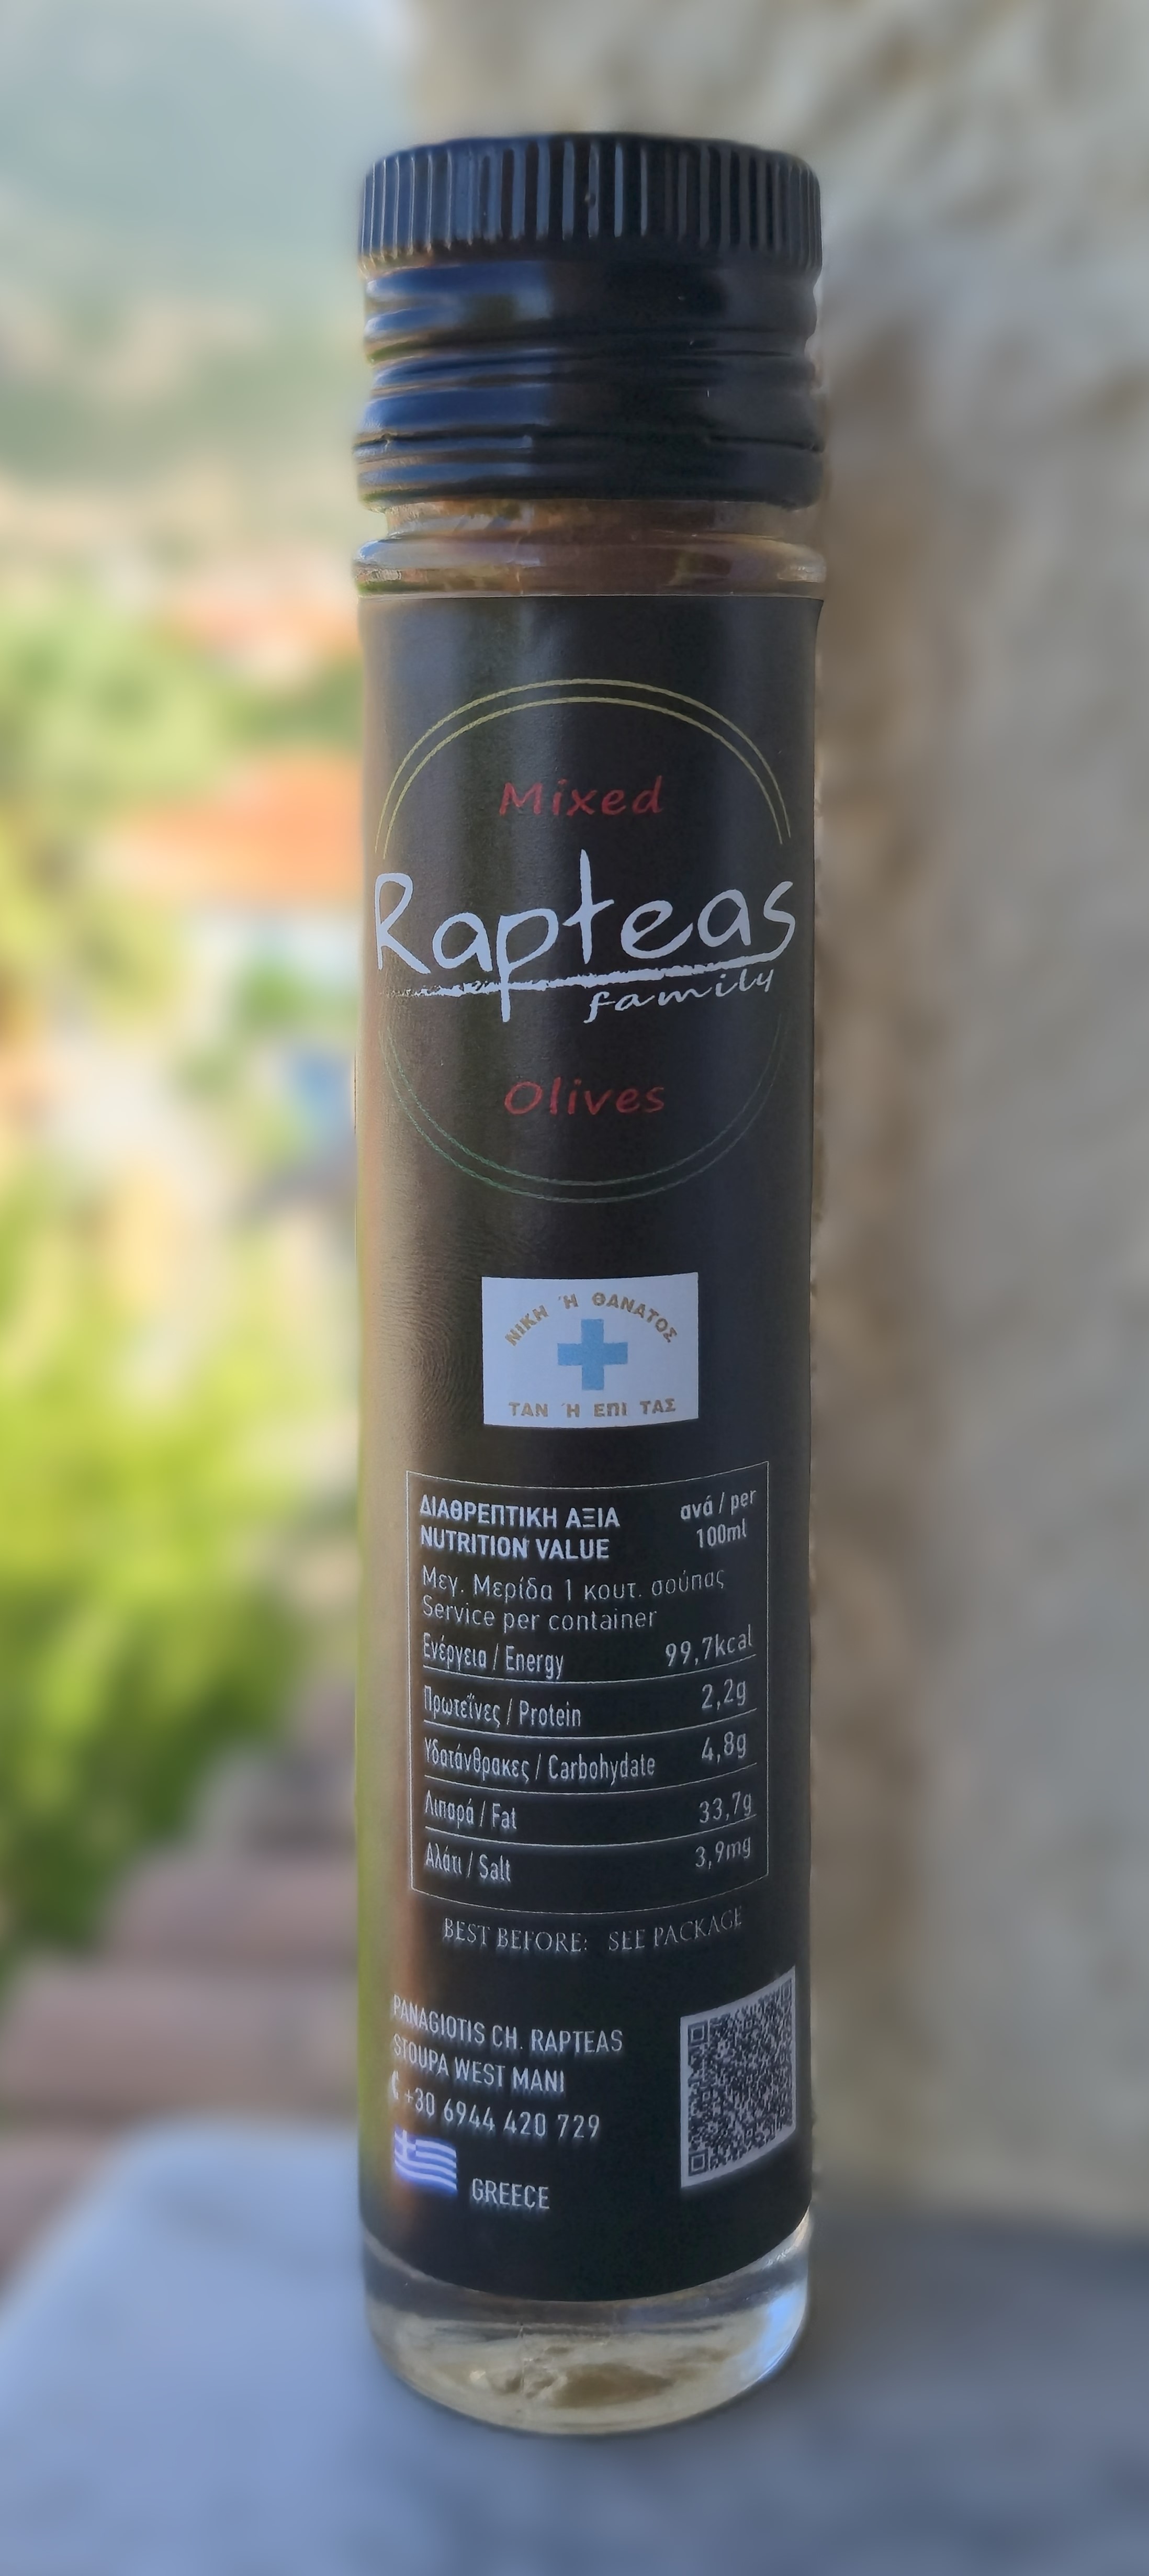 Mixed
Rapteas
family
Olives
ΝΙΚΗ Ή ΘΑΝΑΤΟΣ
ΤΑΝ Ή ΕΠΙ ΤΑΣ
ΔΙΑΘΡΕΠΤΙΚΗ ΑΞΙΑ ανά / per
NUTRITION VALUE 100ml
Μεγ. Μερίδα 1 κουτ. σούπας
Service per container
Ενέργεια / Energy 99,7kcal
Πρωτεΐνες / Protein 2,2g
Υδατάνθρακες / Carbohydate 4,8g
Λιπαρά / Fat 33,7g
Αλάτι / Salt 3,9mg
BEST BEFORE: SEE PACKAGE
PANAGIOTIS CH. RAPTEAS
STOUPA WEST MANI
+30 6944 420 729
GREECE